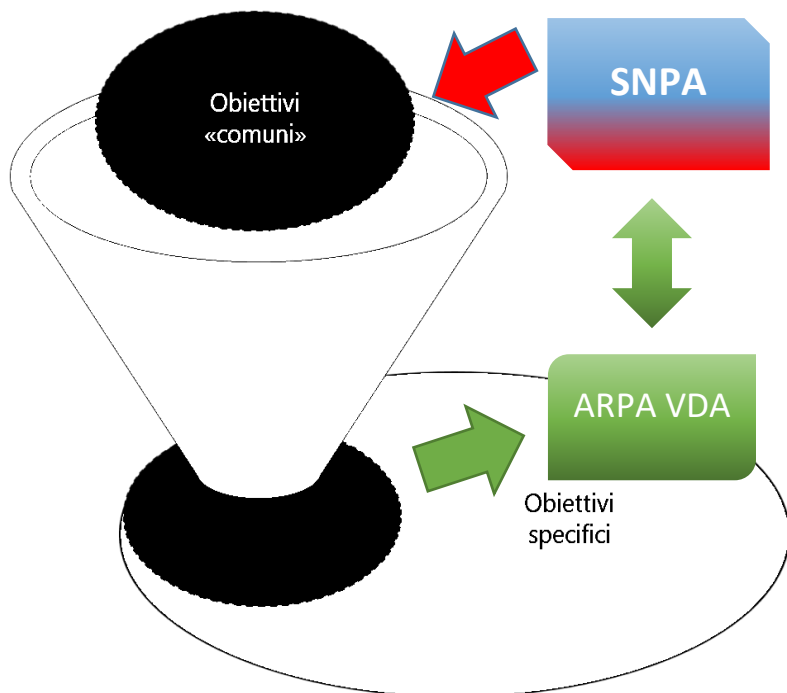 Obiettivi
«comuni»
SNPA
ARPA VDA
Obiettivi
specifici